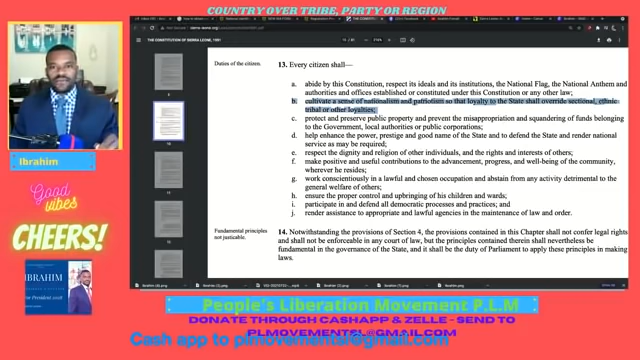 COUNTRY OVER TRIBE, PARTY OR REGION
THE CONSTITUTION OF SIERRA LEONE, 1991
Duties of the citizen.
13. Every citizen shall—
a. abide by this Constitution, respect its ideals and its institutions, the National Flag, the National Anthem and
authorities and offices established or constituted under this Constitution or any other law;
b. cultivate a sense of nationalism and patriotism so that loyalty to the State shall override sectional, ethnic
tribal or other loyalties;
c. protect and preserve public property and prevent the misappropriation and squandering of funds belonging
to the Government, local authorities or public corporations;
d. help enhance the power, prestige and good name of the State and to defend the State and render national
service as may be required;
e. respect the dignity and religion of other individuals, and the rights and interests of others;
f. make positive and useful contributions to the advancement, progress, and well-being of the community,
wherever he resides;
g. work conscientiously in a lawful and chosen occupation and abstain from any activity detrimental to the
general welfare of others;
h. ensure the proper control and upbringing of his children and wards;
i. participate in and defend all democratic processes and practices; and
j. render assistance to appropriate and lawful agencies in the maintenance of law and order.
Fundamental principles
not justicable.
14. Notwithstanding the provisions of Section 4, the provisions contained in this Chapter shall not confer legal rights
and shall not be enforceable in any court of law, but the principles contained therein shall nevertheless be
fundamental in the governance of the State, and it shall be the duty of Parliament to apply these principles in making
laws.
Ibrahim
Good
vibes
CHEERS!
IBRAHIM
People's Liberation Movement P.L.M
DONATE THROUGH CASHAPP & ZELLE - SEND TO
PLMOVEMENTSL@GMAIL.COM
Cash app to plmovementsl@gmail.com